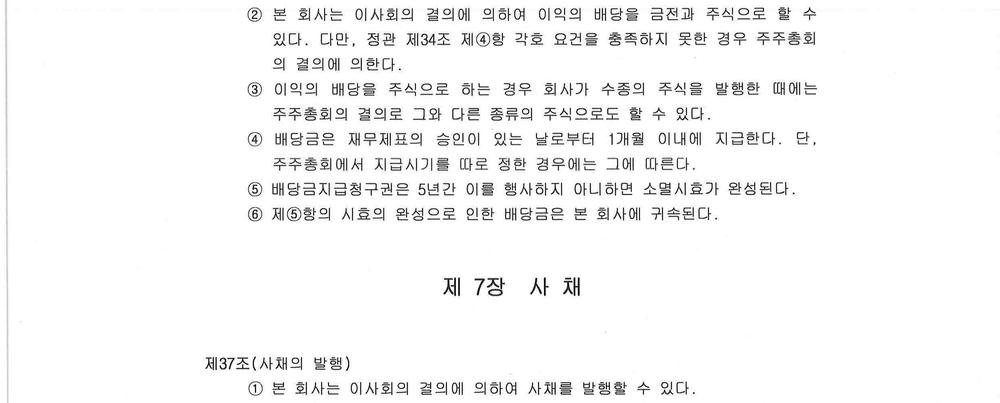 ② 본 회사는 이사회의 결의에 의하여 이익의 배당을 금전과 주식으로 할 수
있다. 다만, 정관 제34조 제④항 각호 요건을 충족하지 못한 경우 주주총회
의 결의에 의한다.
③ 이익의 배당을 주식으로 하는 경우 회사가 수종의 주식을 발행한 때에는
주주총회의 결의로 그와 다른 종류의 주식으로도 할 수 있다.
④ 배당금은 재무제표의 승인이 있는 날로부터 1개월 이내에 지급한다. 단,
주주총회에서 지급시기를 따로 정한 경우에는 그에 따른다.
⑤ 배당금지급청구권은 5년간 이를 행사하지 아니하면 소멸시효가 완성된다.
⑥ 제⑤항의 시효의 완성으로 인한 배당금은 본 회사에 귀속된다.
제 7장 사 채
제37조(사채의 발행)
① 본 회사는 이사회의 결의에 의하여 사채를 발행할 수 있다.